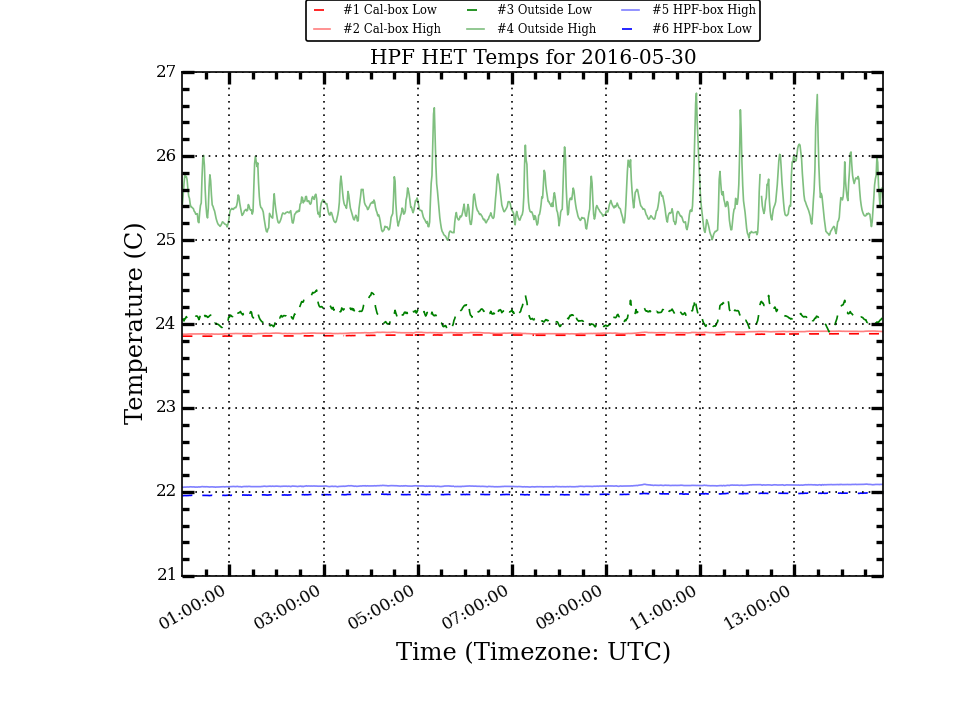 #1 Cal-box Low #3 Outside Low #5 HPF-box High
#2 Cal-box High #4 Outside High #6 HPF-box Low
HPF HET Temps for 2016-05-30
27
26
25
24
23
22
21
Temperature (C)
01:00:00 03:00:00 05:00:00 07:00:00 09:00:00 11:00:00 13:00:00
Time (Timezone: UTC)